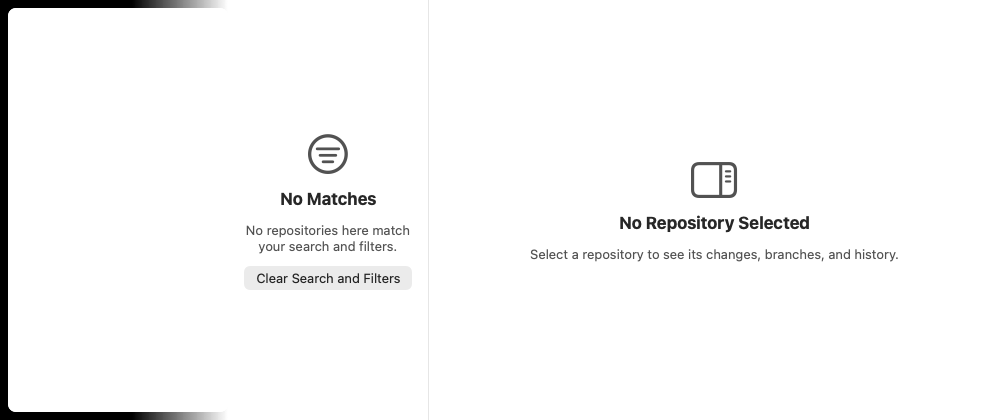 No Matches
No repositories here match
your search and filters.
Clear Search and Filters
No Repository Selected
Select a repository to see its changes, branches, and history.